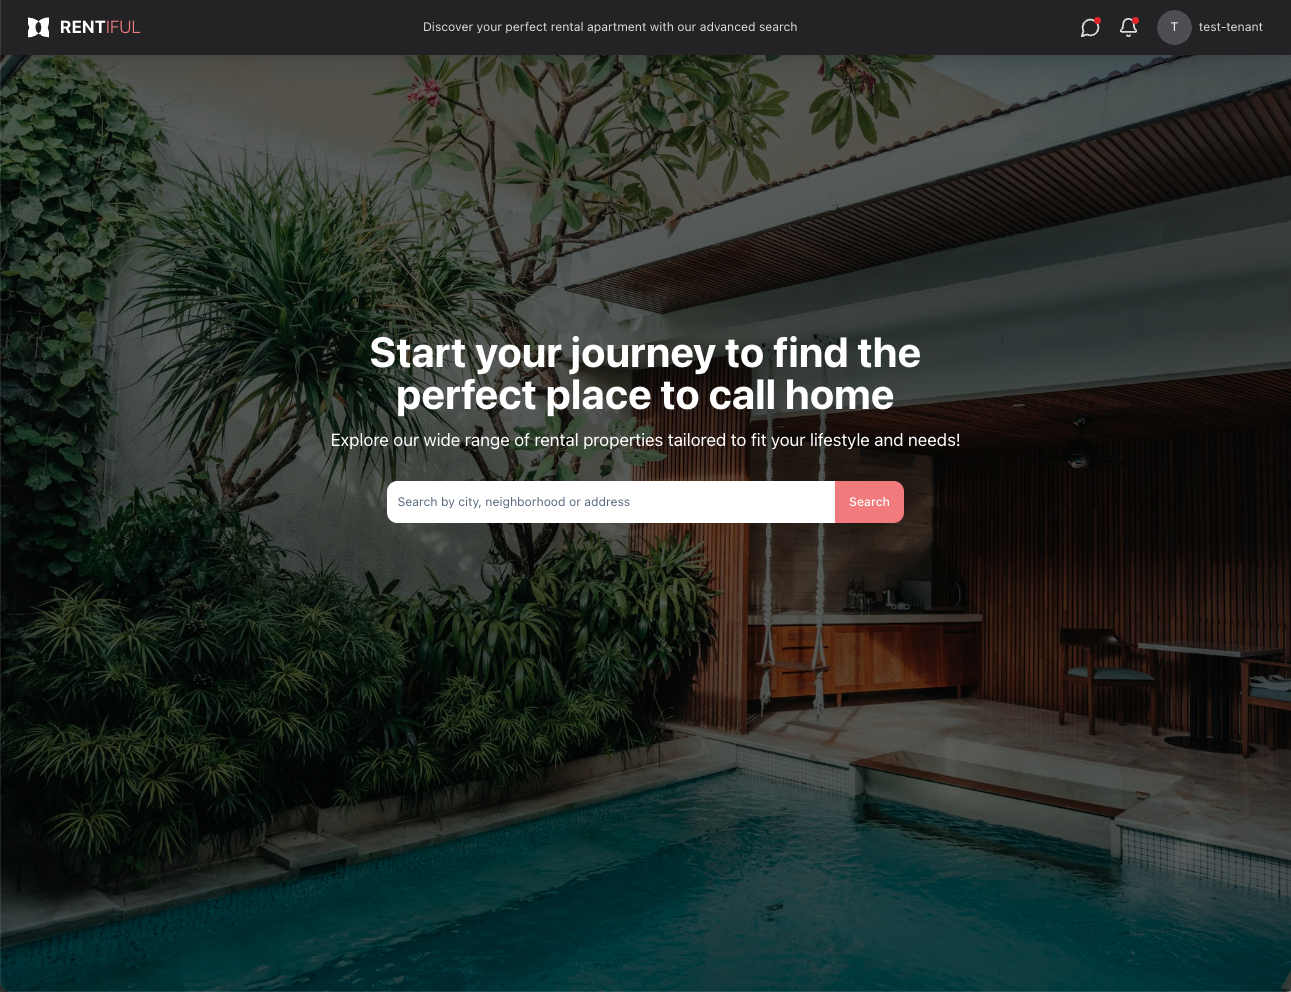 RENTIFUL
Discover your perfect rental apartment with our advanced search
T
test-tenant
Start your journey to find the
perfect place to call home
Explore our wide range of rental properties tailored to fit your lifestyle and needs!
Search by city, neighborhood or address
Search